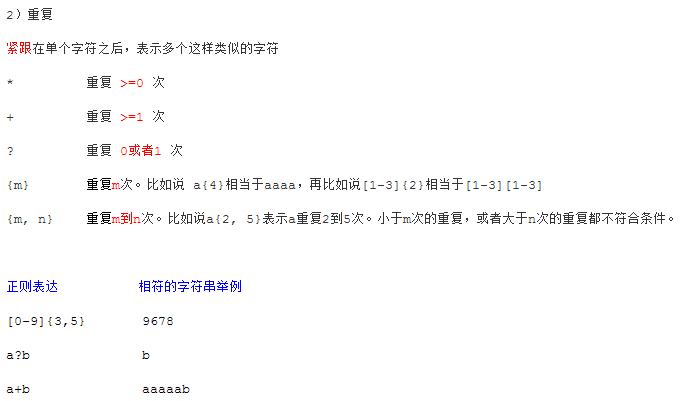 2）重复
紧跟在单个字符之后，表示多个这样类似的字符
* 重复 >=0 次
+ 重复 >=1 次
? 重复 0或者1 次
{m} 重复m次。比如说 a{4}相当于aaaa，再比如说[1-3]{2}相当于[1-3][1-3]
{m, n} 重复m到n次。比如说a{2, 5}表示a重复2到5次。小于m次的重复，或者大于n次的重复都不符合条件。
正则表达 相符的字符串举例
[0-9]{3,5} 9678
a?b b
a+b aaaaab